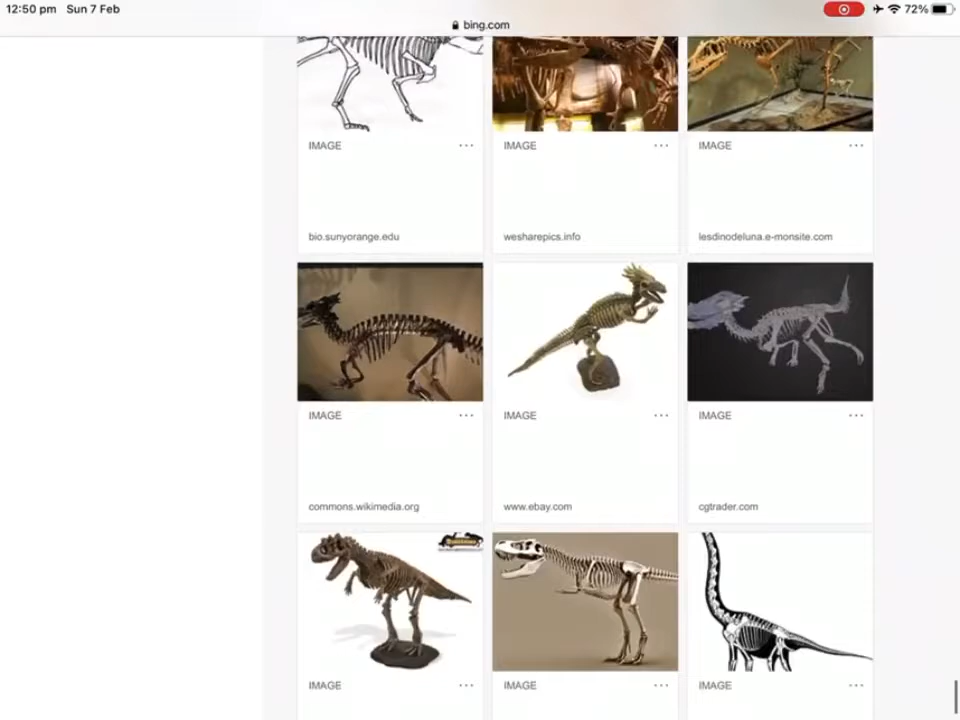 12:50 pm Sun 7 Feb
72%
bing.com
IMAGE ... IMAGE ... IMAGE ...
bio.sunyorange.edu wesharepics.info lesdinodeluna.e-monsite.com
IMAGE ... IMAGE ... IMAGE ...
commons.wikimedia.org www.ebay.com cgtrader.com
IMAGE ... IMAGE ... IMAGE ...